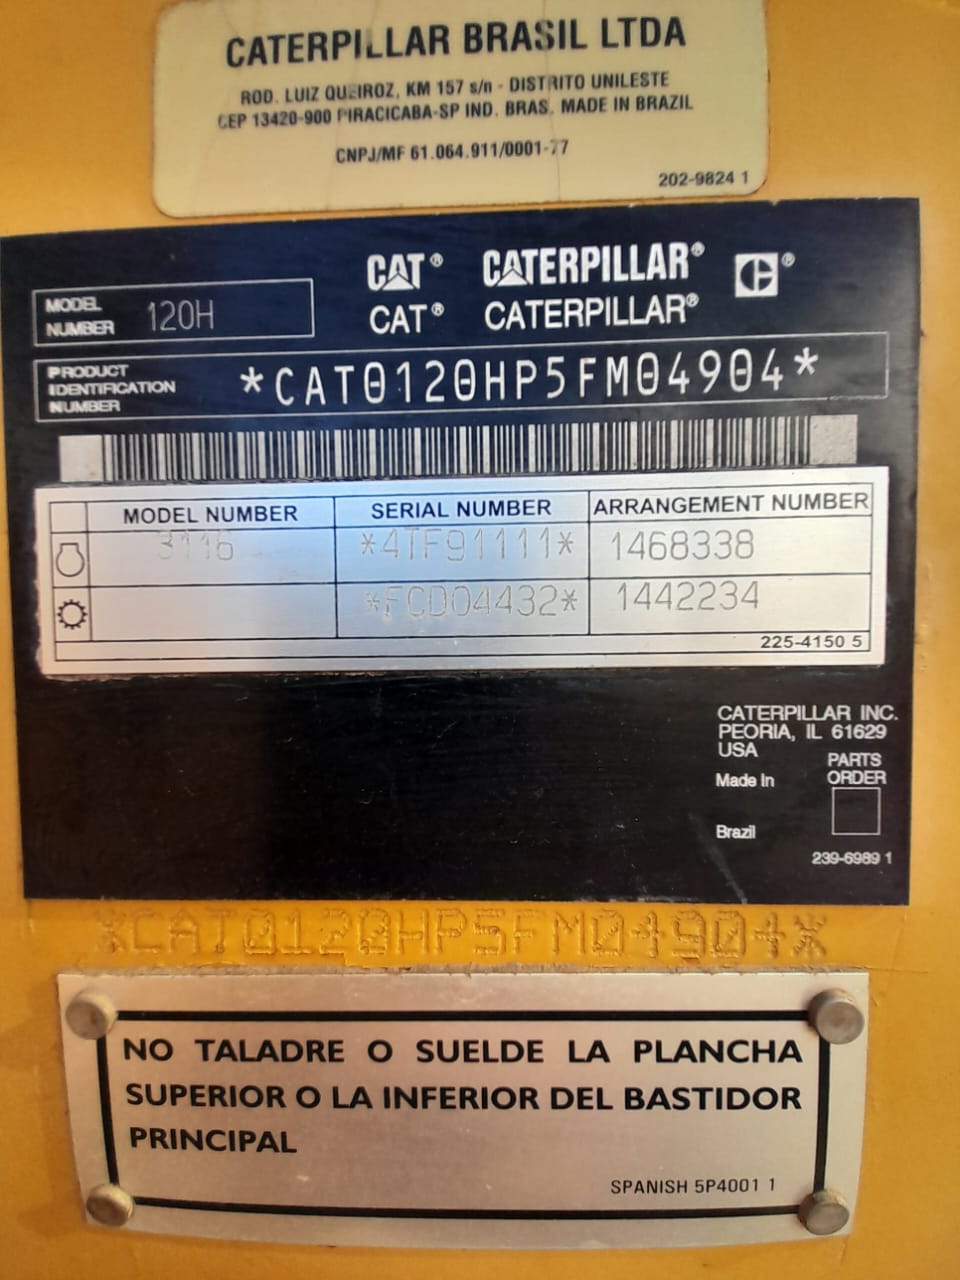 CATERPILLAR BRASIL LTDA
ROD. LUIZ QUEIROZ, KM 157 s/n - DISTRITO UNILESTE
CEP 13420-900 PIRACICABA-SP IND. BRAS. MADE IN BRAZIL
CNPJ/MF 61.064.911/0001-77
202-9824 1
CAT® CATERPILLAR® ®
CAT® CATERPILLAR®
MODEL
NUMBER 120H
PRODUCT
IDENTIFICATION
NUMBER
*CAT0120HP5FM04904*
MODEL NUMBER SERIAL NUMBER ARRANGEMENT NUMBER
3116 *4TF91111* 1468338
*FCD04432* 1442234
225-4150 5
CATERPILLAR INC.
PEORIA, IL 61629
USA
PARTS
ORDER
Made In
Brazil
239-6989 1
*CAT0120HP5FM04904*
NO TALADRE O SUELDE LA PLANCHA
SUPERIOR O LA INFERIOR DEL BASTIDOR
PRINCIPAL
SPANISH 5P4001 1